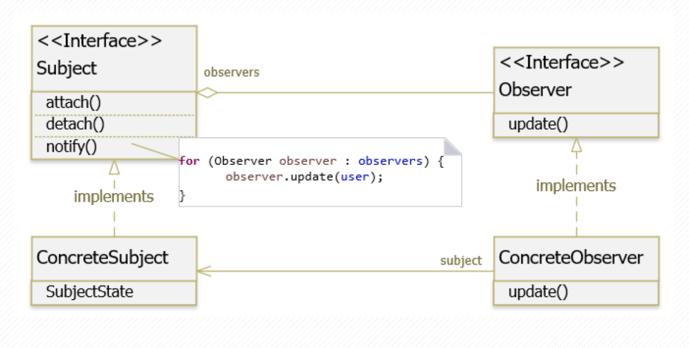 <<Interface>>
Subject
attach()
detach()
notify()
observers
<<Interface>>
Observer
update()
for (Observer observer : observers) {
observer.update(user);
}
implements
implements
ConcreteSubject
SubjectState
subject
ConcreteObserver
update()